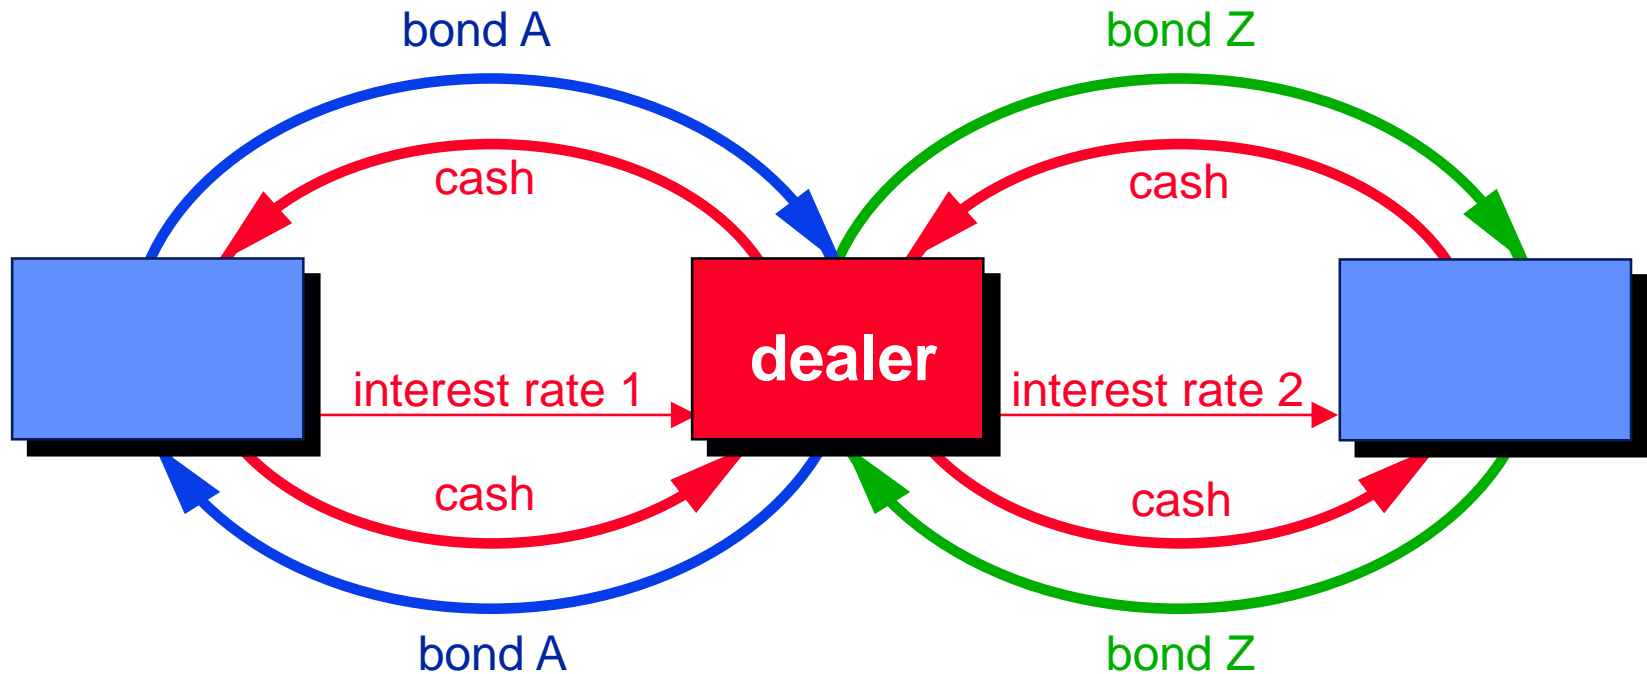 bond A
bond Z
cash
cash
dealer
interest rate 1
interest rate 2
cash
cash
bond A
bond Z